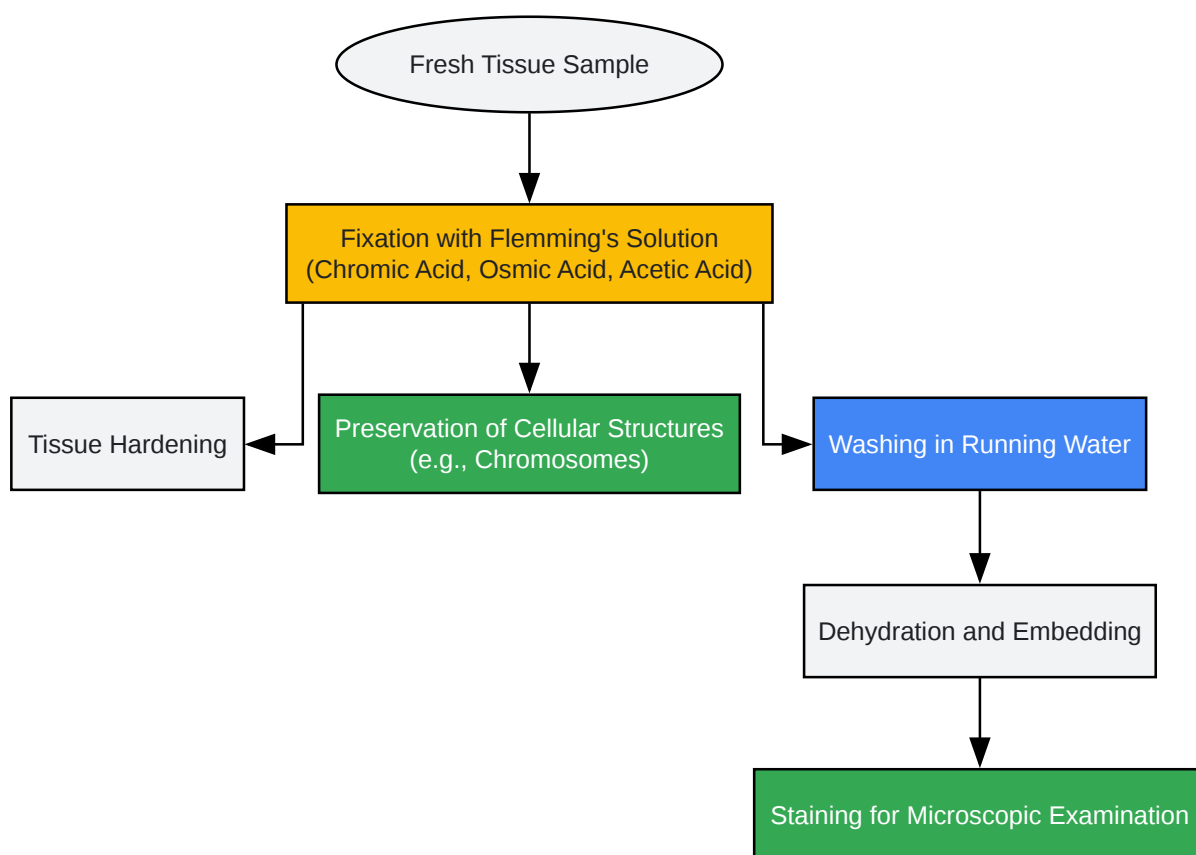 Fresh Tissue Sample
Fixation with Flemming's Solution
(Chromic Acid, Osmic Acid, Acetic Acid)
Tissue Hardening
Preservation of Cellular Structures
(e.g., Chromosomes)
Washing in Running Water
Dehydration and Embedding
Staining for Microscopic Examination